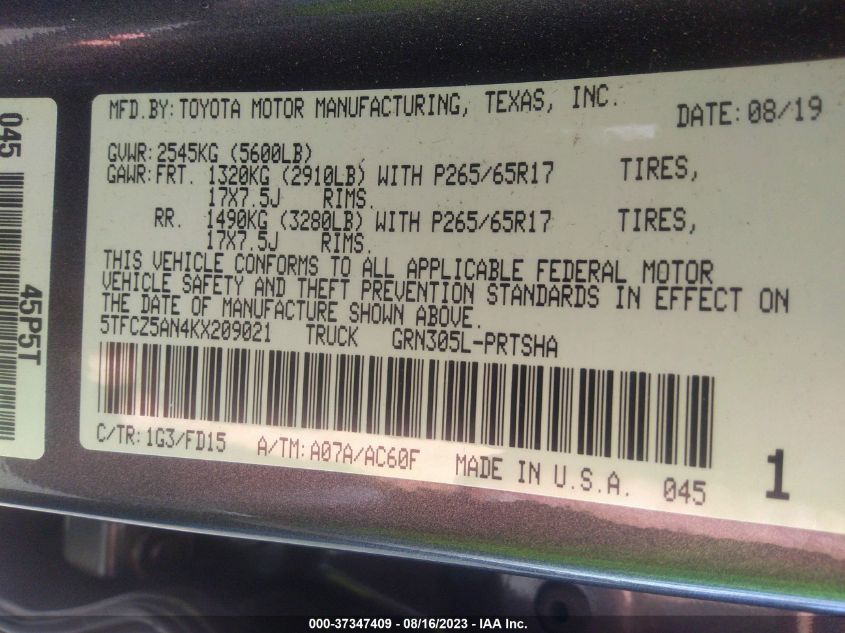 MFD.BY: TOYOTA MOTOR MANUFACTURING, TEXAS, INC. DATE: 08/19
GVWR: 2545KG (5600LB)
GAWR: FRT. 1320KG (2910LB) WITH P265/65R17 TIRES,
17X7.5J RIMS.
RR. 1490KG (3280LB) WITH P265/65R17 TIRES,
17X7.5J RIMS.
THIS VEHICLE CONFORMS TO ALL APPLICABLE FEDERAL MOTOR
VEHICLE SAFETY AND THEFT PREVENTION STANDARDS IN EFFECT ON
THE DATE OF MANUFACTURE SHOWN ABOVE.
5TFCZ5AN4KX209021 TRUCK GRN305L-PRTSHA
C/TR: 1G3/FD15 A/TM: A07A/AC60F MADE IN U.S.A. 045 1
045
45P5T
000-37347409 - 08/16/2023 - IAA Inc.